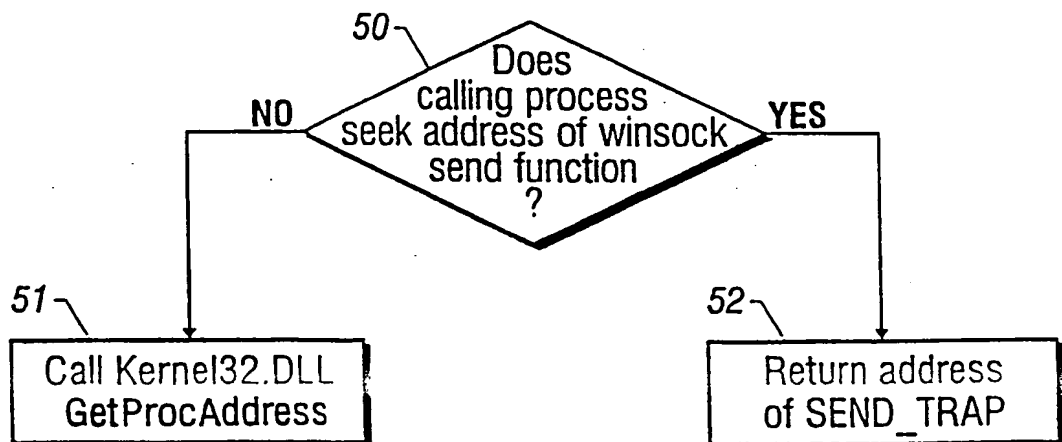 50
Does
calling process
seek address of winsock
send function
?
NO
YES
51
Call Kernel32.DLL
GetProcAddress
52
Return address
of SEND_TRAP